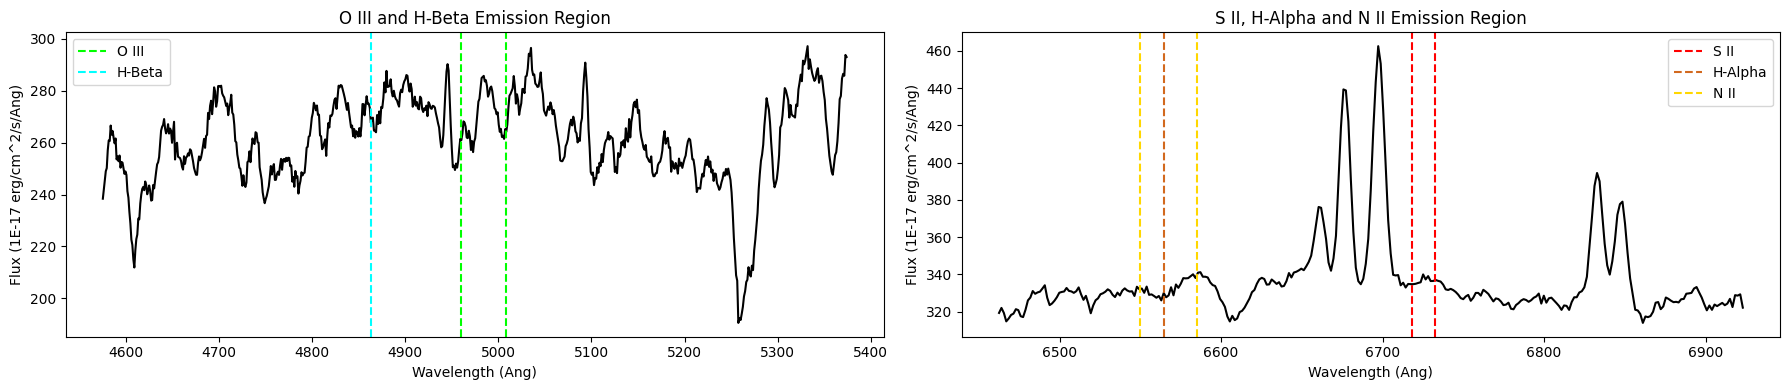 O III and H-Beta Emission Region
O III
H-Beta
Flux (1E-17 erg/cm^2/s/Ang)
300
280
260
240
220
200
4600 4700 4800 4900 5000 5100 5200 5300 5400
Wavelength (Ang)
S II, H-Alpha and N II Emission Region
S II
H-Alpha
N II
Flux (1E-17 erg/cm^2/s/Ang)
460
440
420
400
380
360
340
320
6500 6600 6700 6800 6900
Wavelength (Ang)